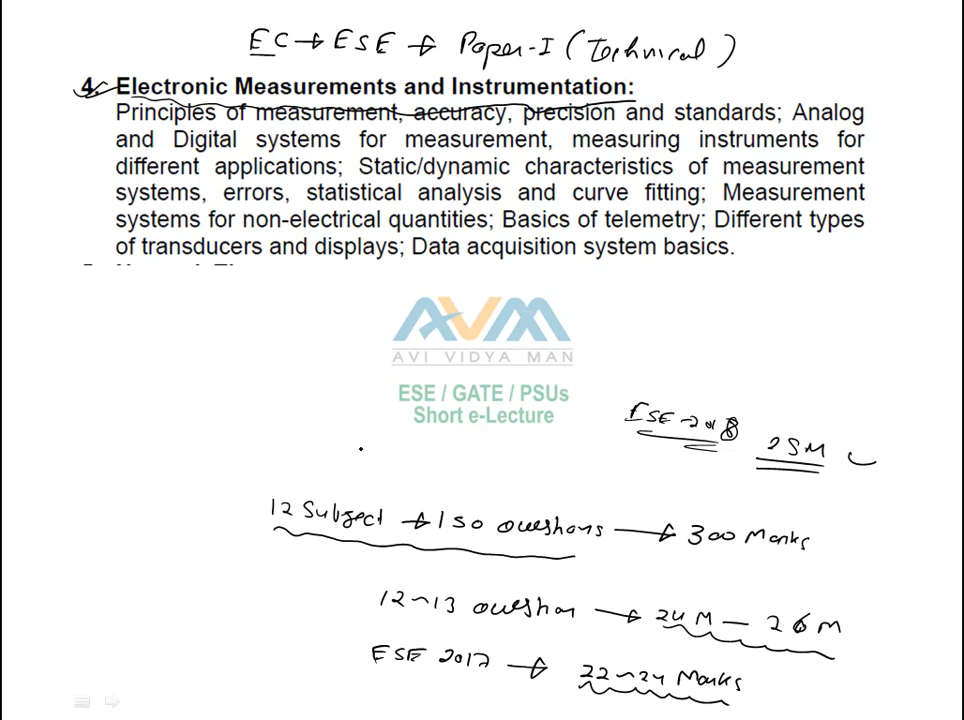 EC → ESE → Paper-I (Technical)
4. Electronic Measurements and Instrumentation:
Principles of measurement, accuracy, precision and standards; Analog
and Digital systems for measurement, measuring instruments for
different applications; Static/dynamic characteristics of measurement
systems, errors, statistical analysis and curve fitting; Measurement
systems for non-electrical quantities; Basics of telemetry; Different types
of transducers and displays; Data acquisition system basics.
AVM
AVI VIDYA MAN
ESE / GATE / PSUs
Short e-Lecture
ESE - 2018
25M
12 Subject → 150 questions → 300 Marks
12~13 question → 24 M — 26 M
ESE 2017 → 22~24 Marks